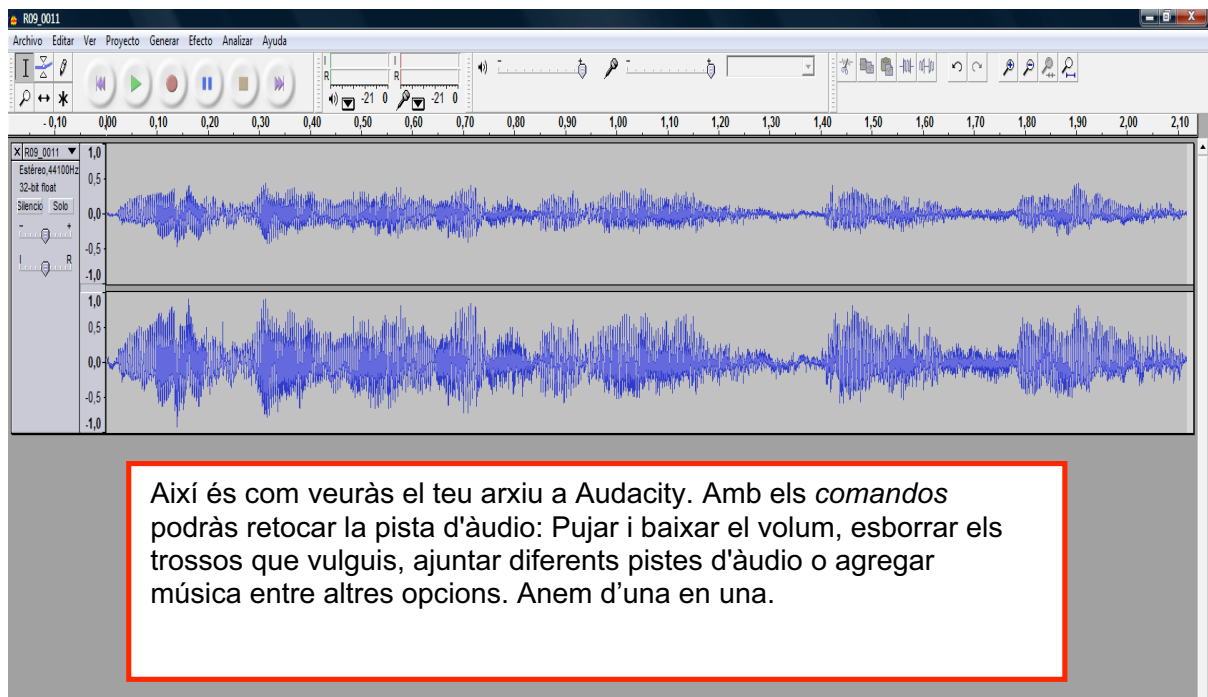 R09_0011
Archivo Editar Ver Proyecto Generar Efecto Analizar Ayuda
I I
R R
-21 0 -21 0
- 0,10 0,00 0,10 0,20 0,30 0,40 0,50 0,60 0,70 0,80 0,90 1,00 1,10 1,20 1,30 1,40 1,50 1,60 1,70 1,80 1,90 2,00 2,10
X R09_0011 1,0
Estéreo,44100Hz
32-bit float 0,5
Silencio Solo
0,0
- +
-0,5
I R
-1,0
1,0
0,5
0,0
-0,5
-1,0
Així és com veuràs el teu arxiu a Audacity. Amb els comandos
podràs retocar la pista d'àudio: Pujar i baixar el volum, esborrar els
trossos que vulguis, ajuntar diferents pistes d'àudio o agregar
música entre altres opcions. Anem d’una en una.